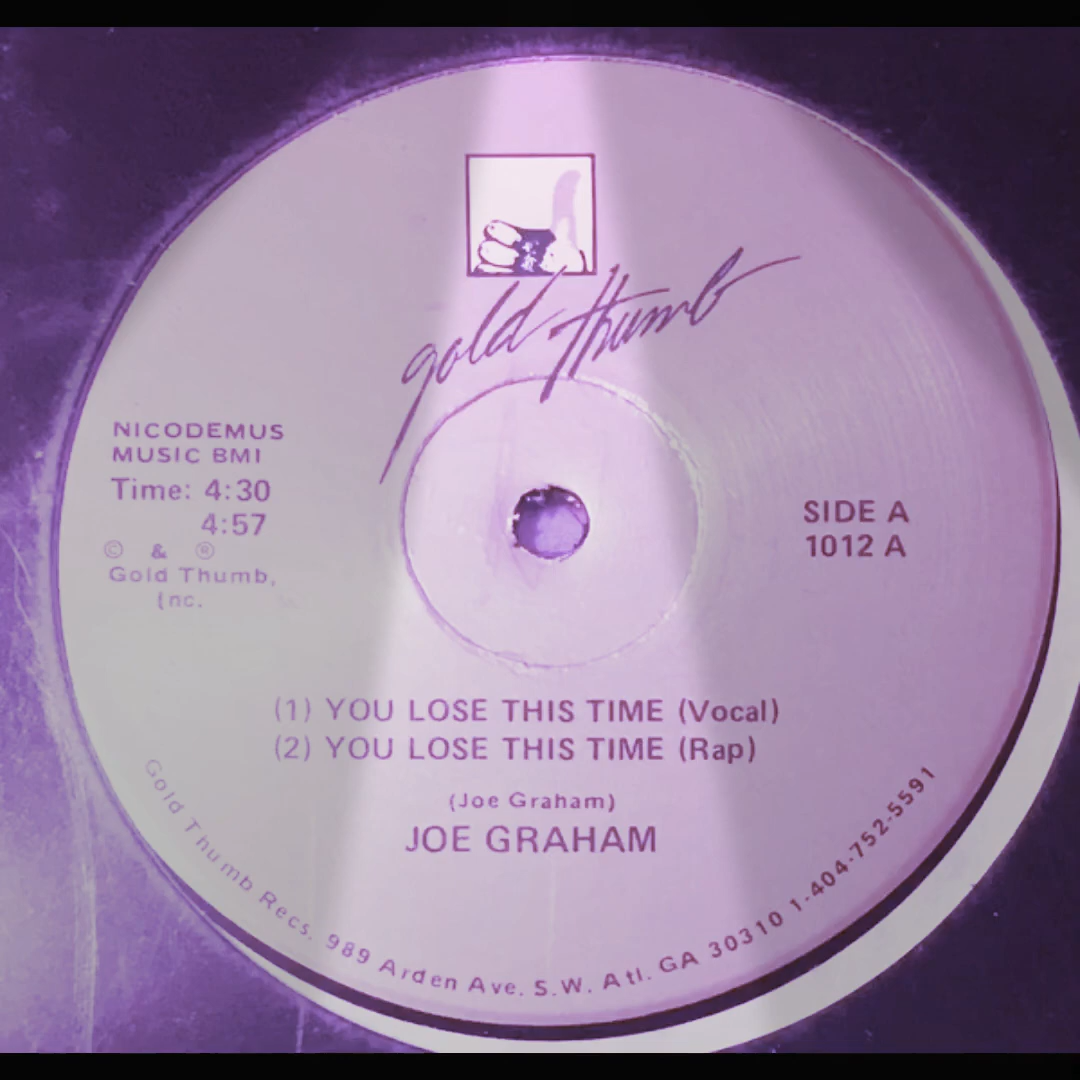 gold thumb
NICODEMUS
MUSIC BMI
Time: 4:30
4:57
© & ®
Gold Thumb,
Inc.
SIDE A
1012 A
(1) YOU LOSE THIS TIME (Vocal)
(2) YOU LOSE THIS TIME (Rap)
(Joe Graham)
JOE GRAHAM
Gold Thumb Recs. 989 Arden Ave. S.W. Atl. GA 30310 1-404-752-5591